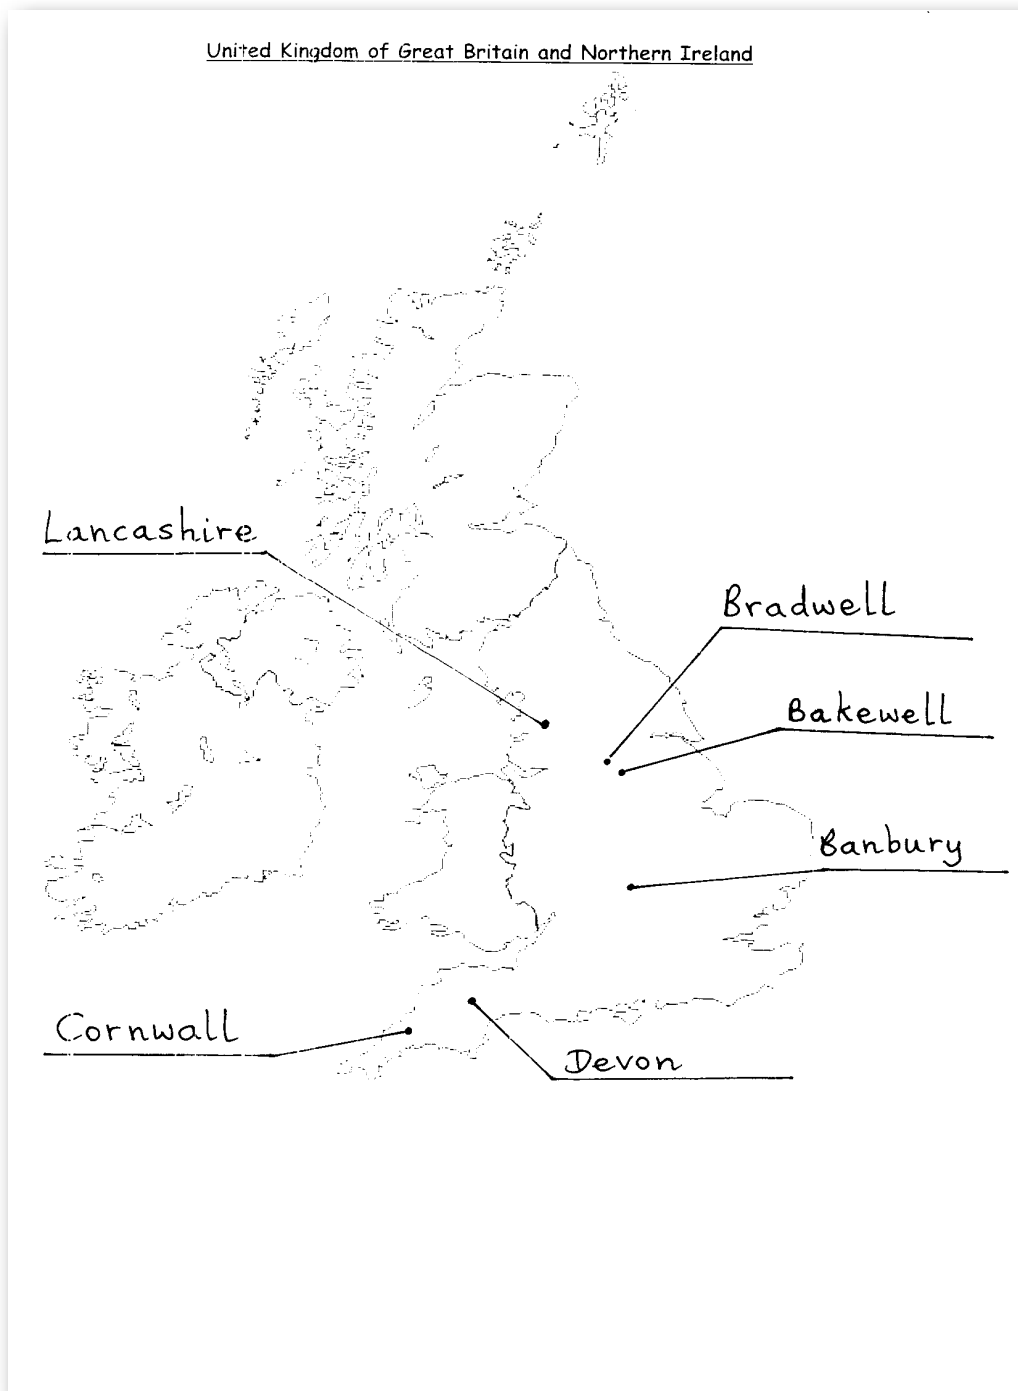 United Kingdom of Great Britain and Northern Ireland
Lancashire
Bradwell
Bakewell
Banbury
Cornwall
Devon